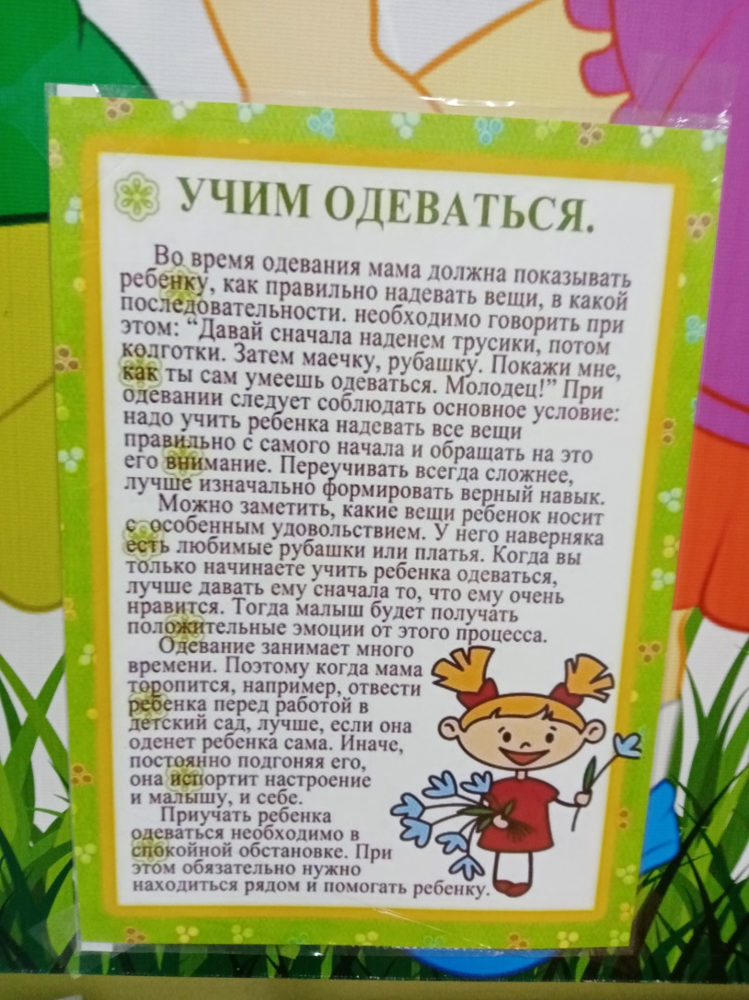 УЧИМ ОДЕВАТЬСЯ.
Во время одевания мама должна показывать
ребенку, как правильно надевать вещи, в какой
последовательности. необходимо говорить при
этом: “Давай сначала наденем трусики, потом
колготки. Затем маечку, рубашку. Покажи мне,
как ты сам умеешь одеваться. Молодец!” При
одевании следует соблюдать основное условие:
надо учить ребенка надевать все вещи
правильно с самого начала и обращать на это
его внимание. Переучивать всегда сложнее,
лучше изначально формировать верный навык.
Можно заметить, какие вещи ребенок носит
с особенным удовольствием. У него наверняка
есть любимые рубашки или платья. Когда вы
только начинаете учить ребенка одеваться,
лучше давать ему сначала то, что ему очень
нравится. Тогда малыш будет получать
положительные эмоции от этого процесса.
Одевание занимает много
времени. Поэтому когда мама
торопится, например, отвести
ребенка перед работой в
детский сад, лучше, если она
оденет ребенка сама. Иначе,
постоянно подгоняя его,
она испортит настроение
и малышу, и себе.
Приучать ребенка
одеваться необходимо в
спокойной обстановке. При
этом обязательно нужно
находиться рядом и помогать ребенку.